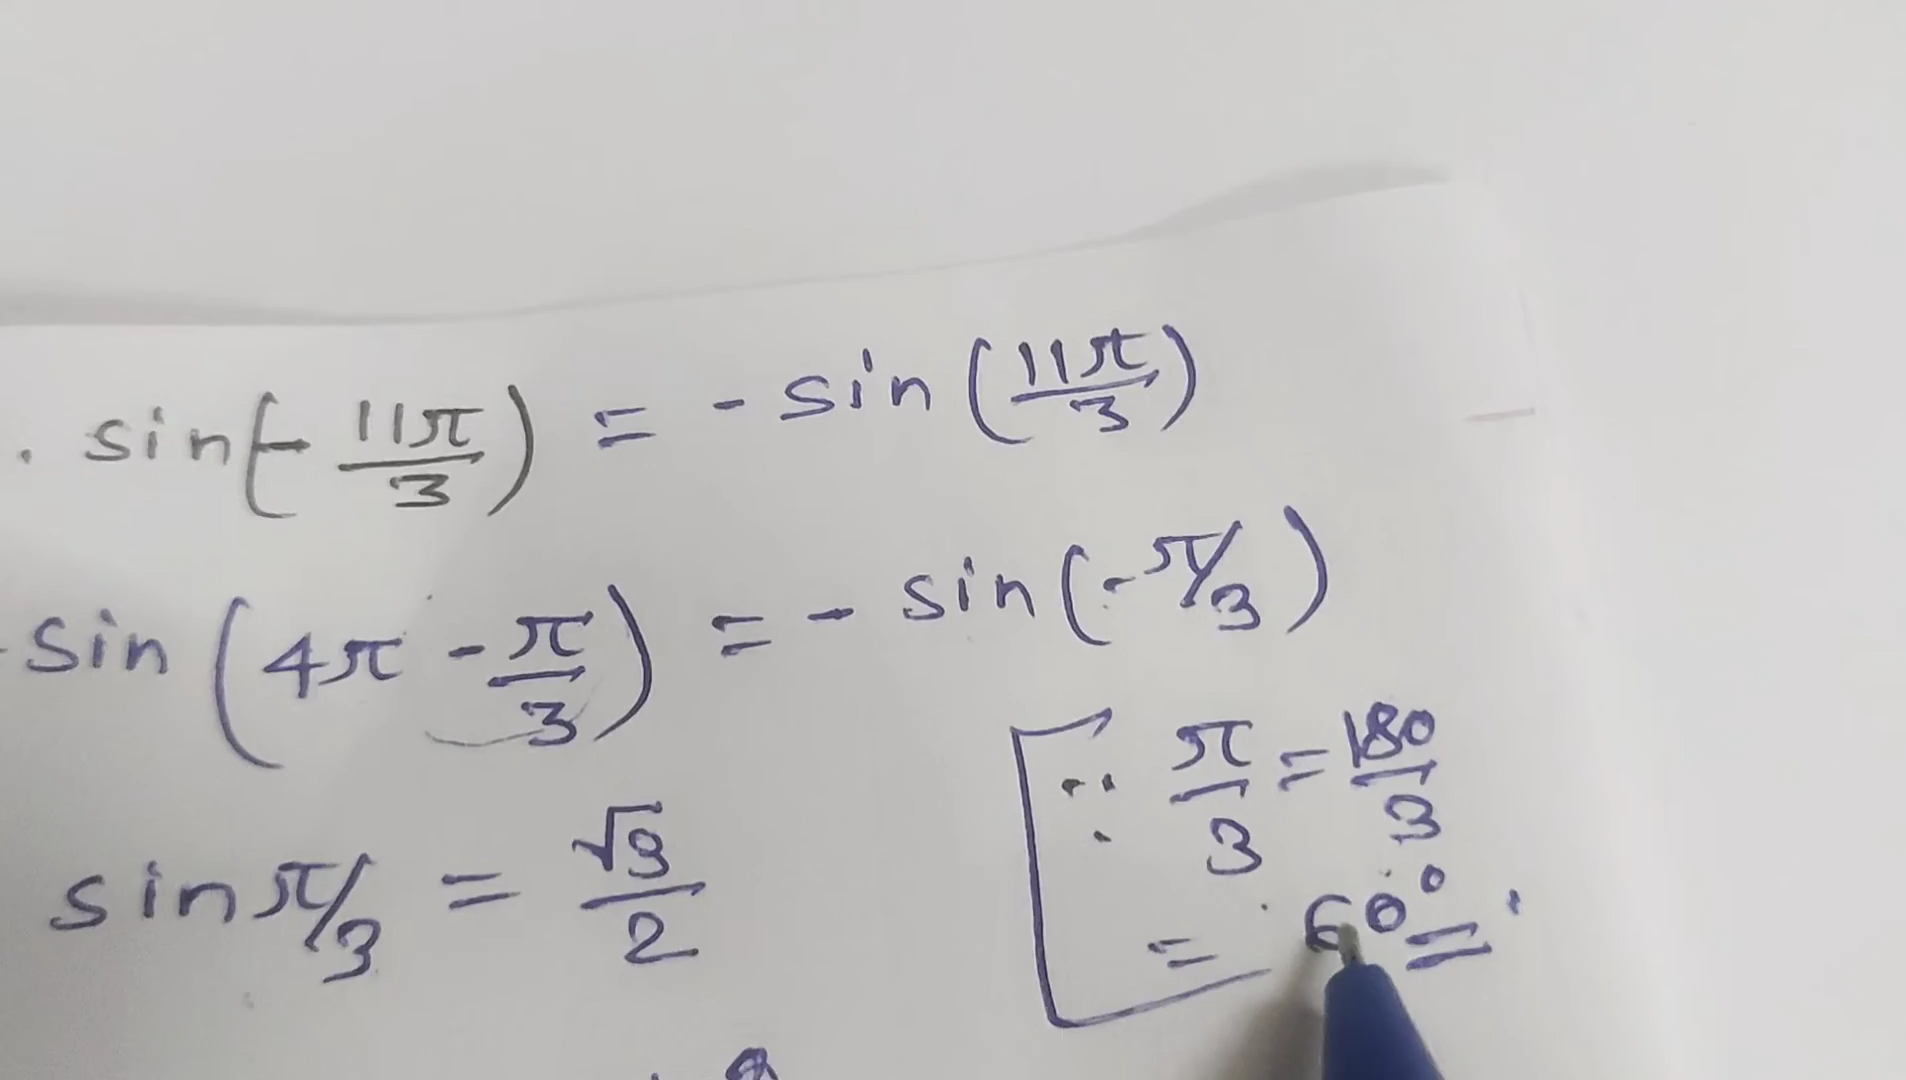 . sin(-11π/3) = - sin(11π/3)
- sin(4π - π/3) = - sin(-π/3)
sin π/3 = √3/2
∵ π/3 = 180/3
= 60°